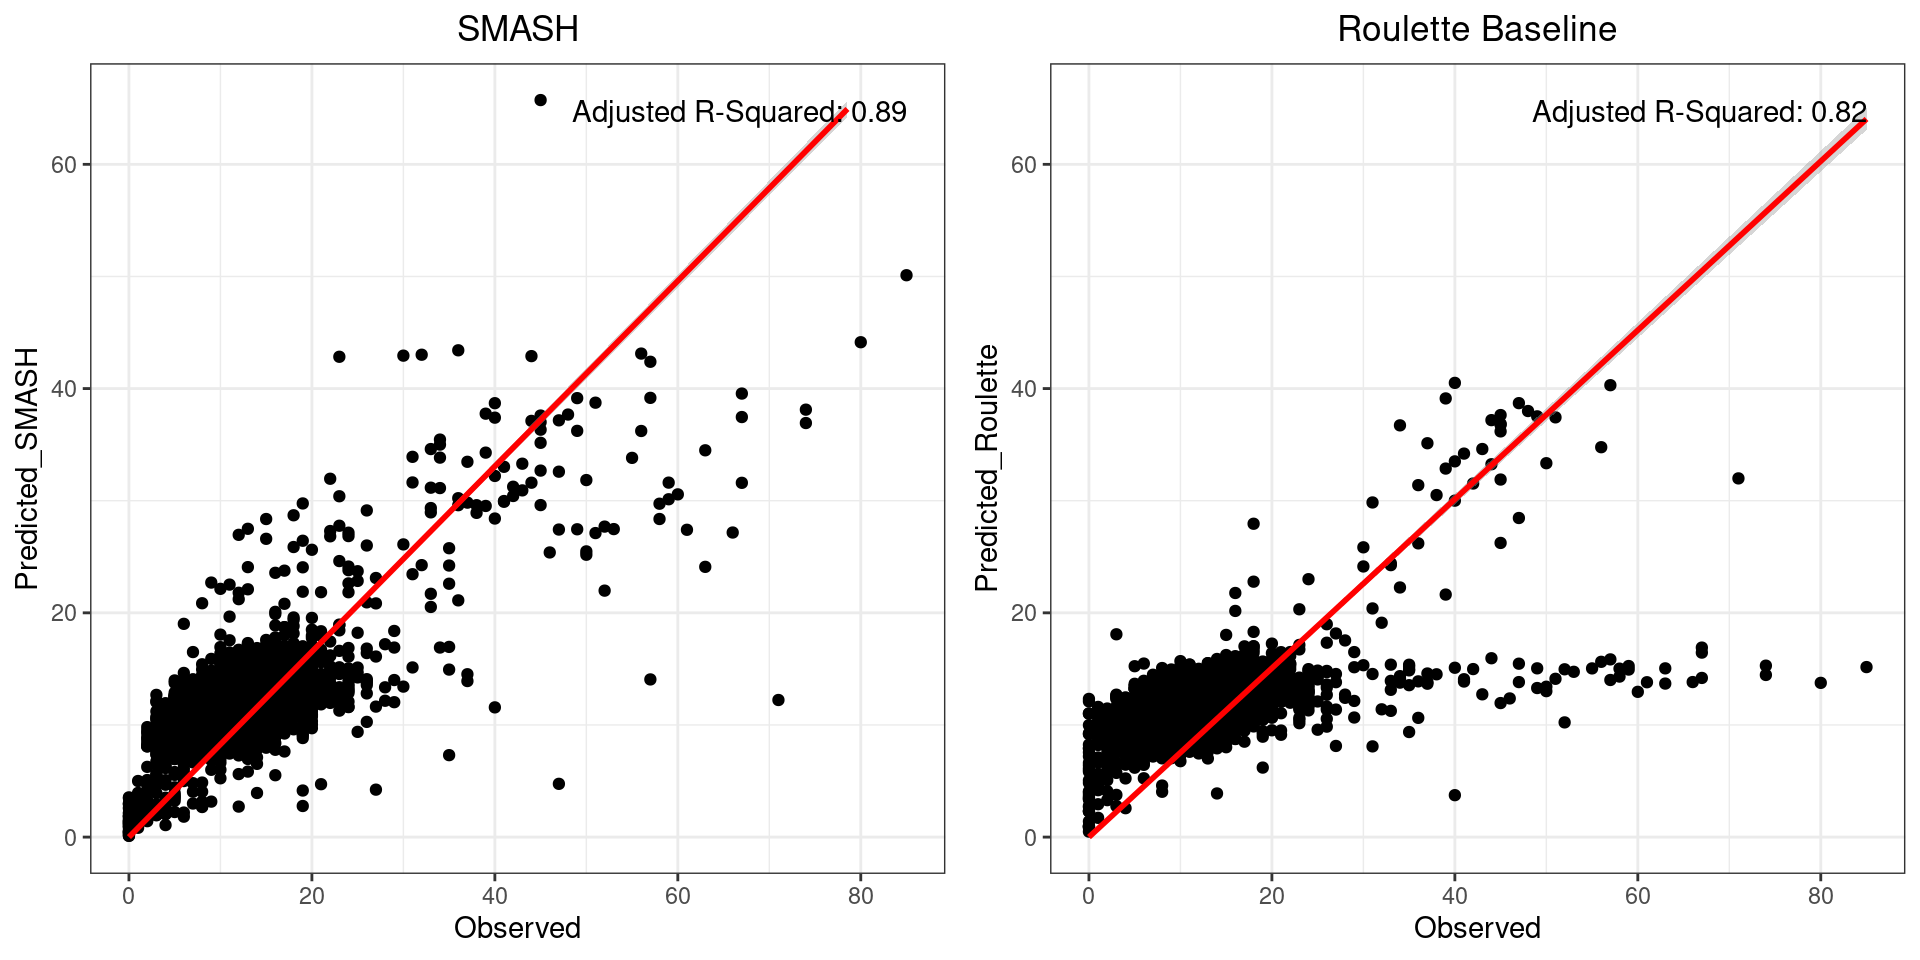 SMASH
Adjusted R-Squared: 0.89
Predicted_SMASH
60
40
20
0
0 20 40 60 80
Observed
Roulette Baseline
Adjusted R-Squared: 0.82
Predicted_Roulette
60
40
20
0
0 20 40 60 80
Observed